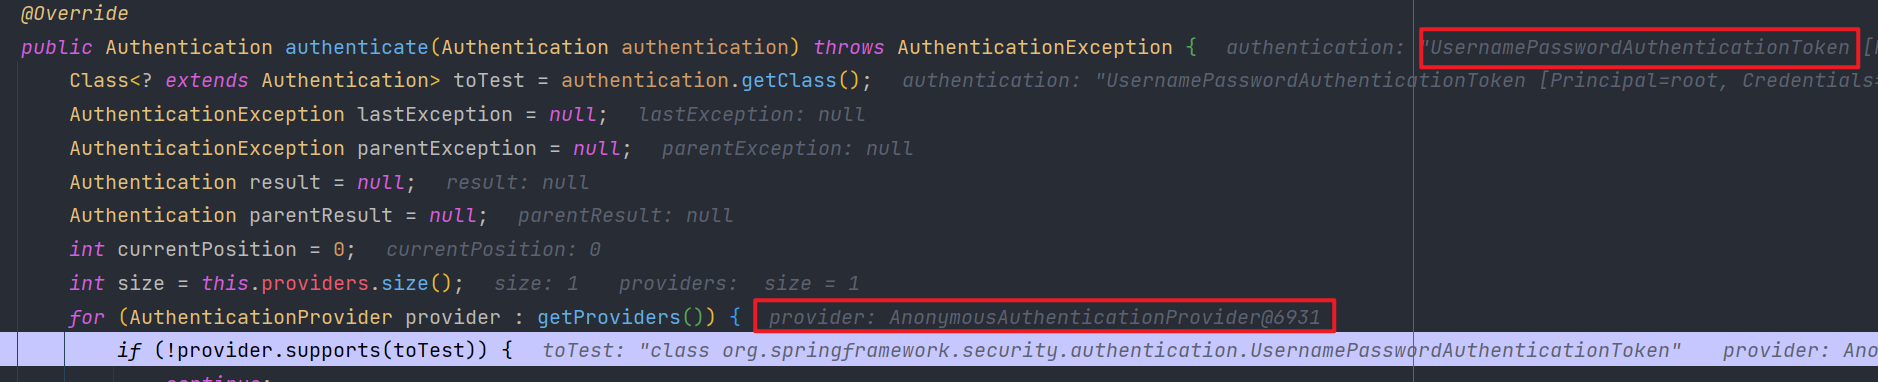 @Override
public Authentication authenticate(Authentication authentication) throws AuthenticationException { authentication: "UsernamePasswordAuthenticationToken [
Class<? extends Authentication> toTest = authentication.getClass(); authentication: "UsernamePasswordAuthenticationToken [Principal=root, Credentials=
AuthenticationException lastException = null; lastException: null
AuthenticationException parentException = null; parentException: null
Authentication result = null; result: null
Authentication parentResult = null; parentResult: null
int currentPosition = 0; currentPosition: 0
int size = this.providers.size(); size: 1 providers: size = 1
for (AuthenticationProvider provider : getProviders()) { provider: AnonymousAuthenticationProvider@6931
if (!provider.supports(toTest)) { toTest: "class org.springframework.security.authentication.UsernamePasswordAuthenticationToken" provider: Ano
continue;